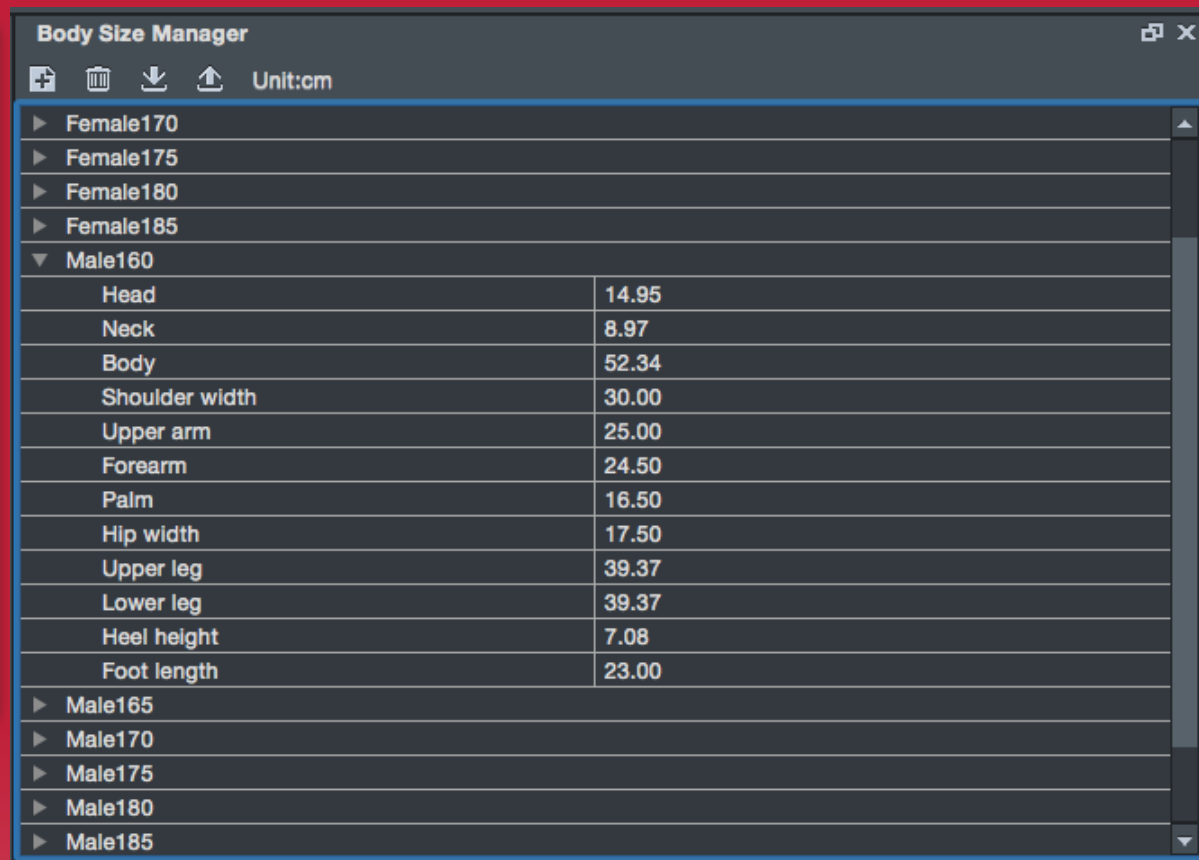 Body Size Manager
Unit:cm
Female170
Female175
Female180
Female185
Male160
Head 14.95
Neck 8.97
Body 52.34
Shoulder width 30.00
Upper arm 25.00
Forearm 24.50
Palm 16.50
Hip width 17.50
Upper leg 39.37
Lower leg 39.37
Heel height 7.08
Foot length 23.00
Male165
Male170
Male175
Male180
Male185